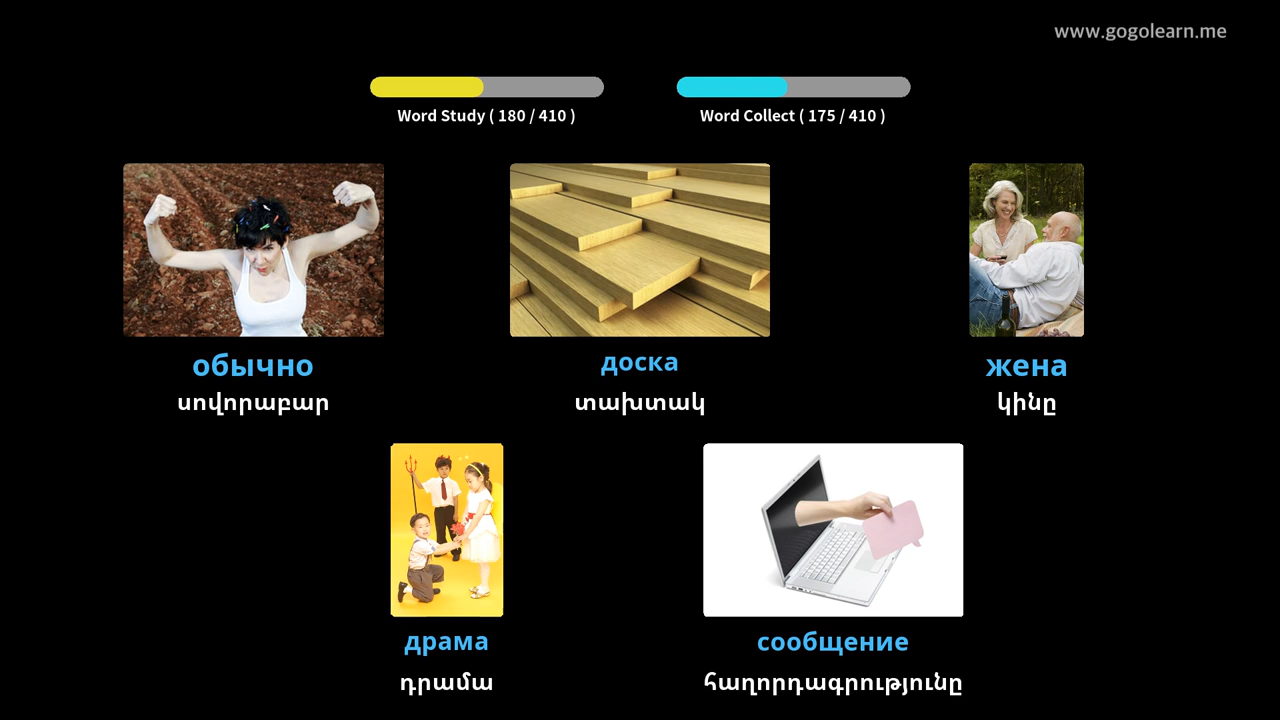 www.gogolearn.me
Word Study ( 180 / 410 )
Word Collect ( 175 / 410 )
обычно
доска
жена
սովորաբար
տախտակ
կինը
драма
сообщение
դրամա
հաղորդագրությունը